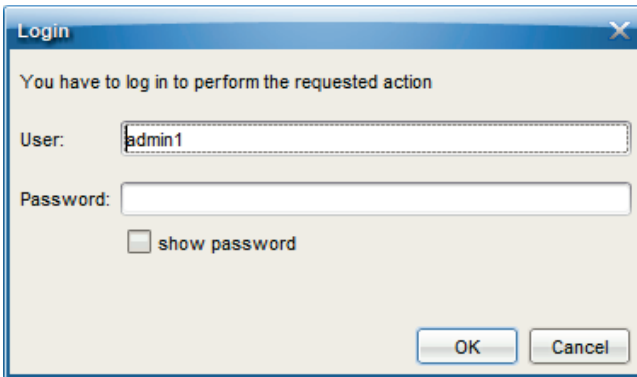 Login
You have to log in to perform the requested action
User: admin1
Password:
show password
OK Cancel